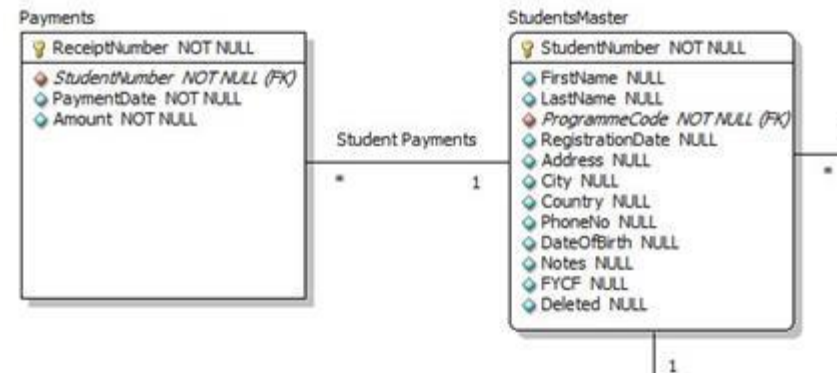 Payments
ReceiptNumber NOT NULL
StudentNumber NOT NULL (FK)
PaymentDate NOT NULL
Amount NOT NULL
Student Payments
*
1
StudentsMaster
StudentNumber NOT NULL
FirstName NULL
LastName NULL
ProgrammeCode NOT NULL (FK)
RegistrationDate NULL
Address NULL
City NULL
Country NULL
PhoneNo NULL
DateOfBirth NULL
Notes NULL
FYCF NULL
Deleted NULL
*
1